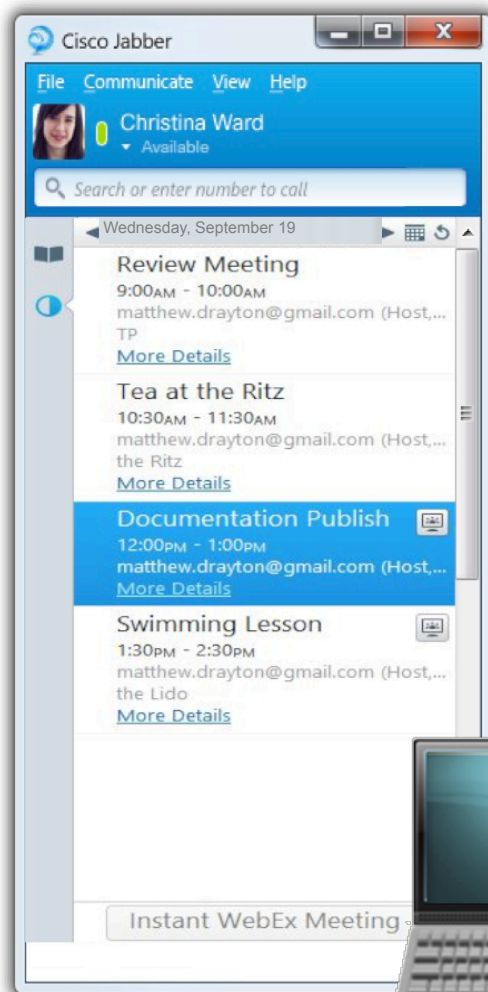 Cisco Jabber
File Communicate View Help
Christina Ward
Available
Search or enter number to call
Wednesday, September 19
Review Meeting
9:00AM - 10:00AM
matthew.drayton@gmail.com (Host,...
TP
More Details
Tea at the Ritz
10:30AM - 11:30AM
matthew.drayton@gmail.com (Host,...
the Ritz
More Details
Documentation Publish
12:00PM - 1:00PM
matthew.drayton@gmail.com (Host,...
More Details
Swimming Lesson
1:30PM - 2:30PM
matthew.drayton@gmail.com (Host,...
the Lido
More Details
Instant WebEx Meeting